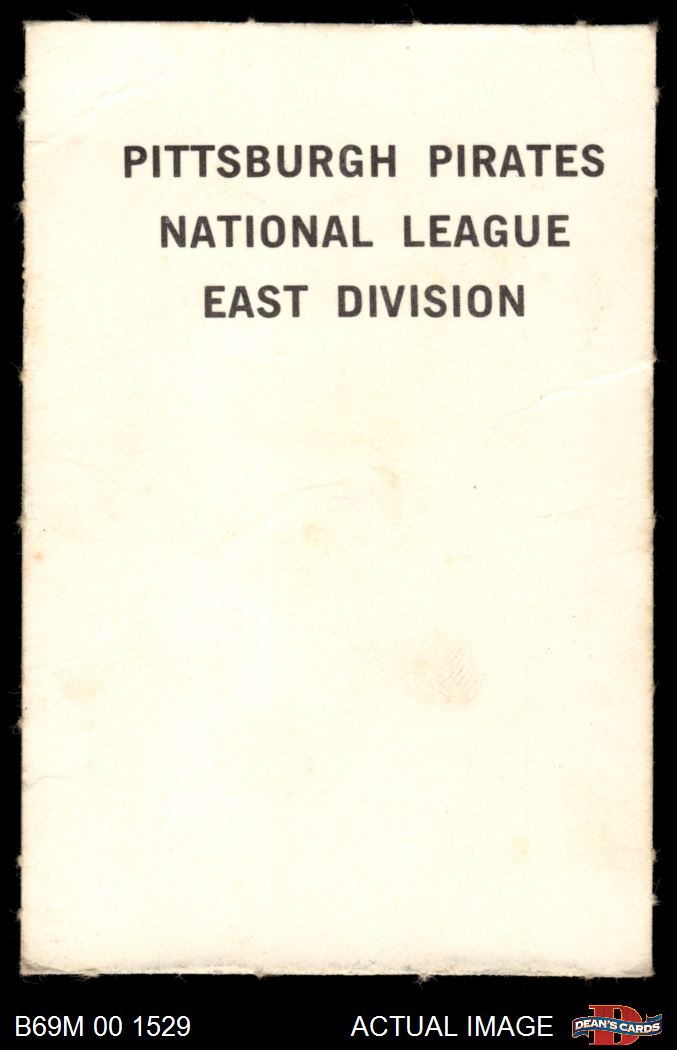 PITTSBURGH PIRATES
NATIONAL LEAGUE
EAST DIVISION
B69M 00 1529
ACTUAL IMAGE
D
DEAN'S CARDS